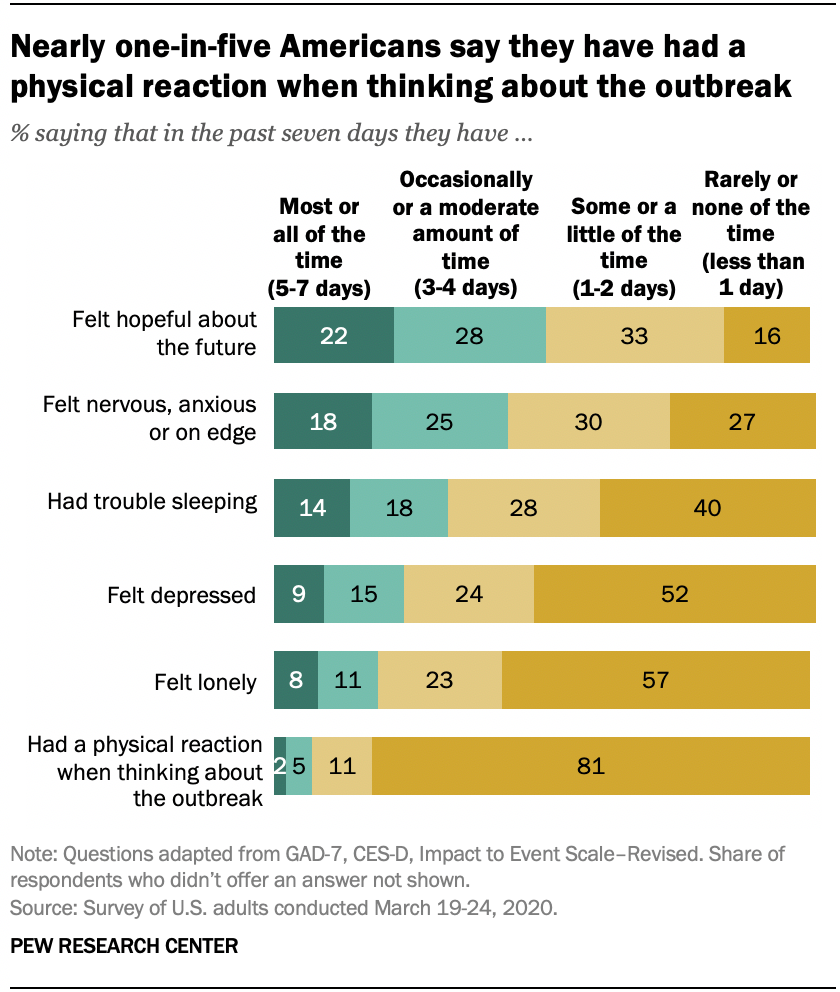 Nearly one-in-five Americans say they have had a
physical reaction when thinking about the outbreak
% saying that in the past seven days they have ...
Most or
all of the
time
(5-7 days)
Occasionally
or a moderate
amount of
time
(3-4 days)
Some or a
little of the
time
(1-2 days)
Rarely or
none of the
time
(less than
1 day)
Felt hopeful about
the future
22 28 33 16
Felt nervous, anxious
or on edge
18 25 30 27
Had trouble sleeping
14 18 28 40
Felt depressed
9 15 24 52
Felt lonely
8 11 23 57
Had a physical reaction
when thinking about
the outbreak
2 5 11 81
Note: Questions adapted from GAD-7, CES-D, Impact to Event Scale–Revised. Share of
respondents who didn’t offer an answer not shown.
Source: Survey of U.S. adults conducted March 19-24, 2020.
PEW RESEARCH CENTER